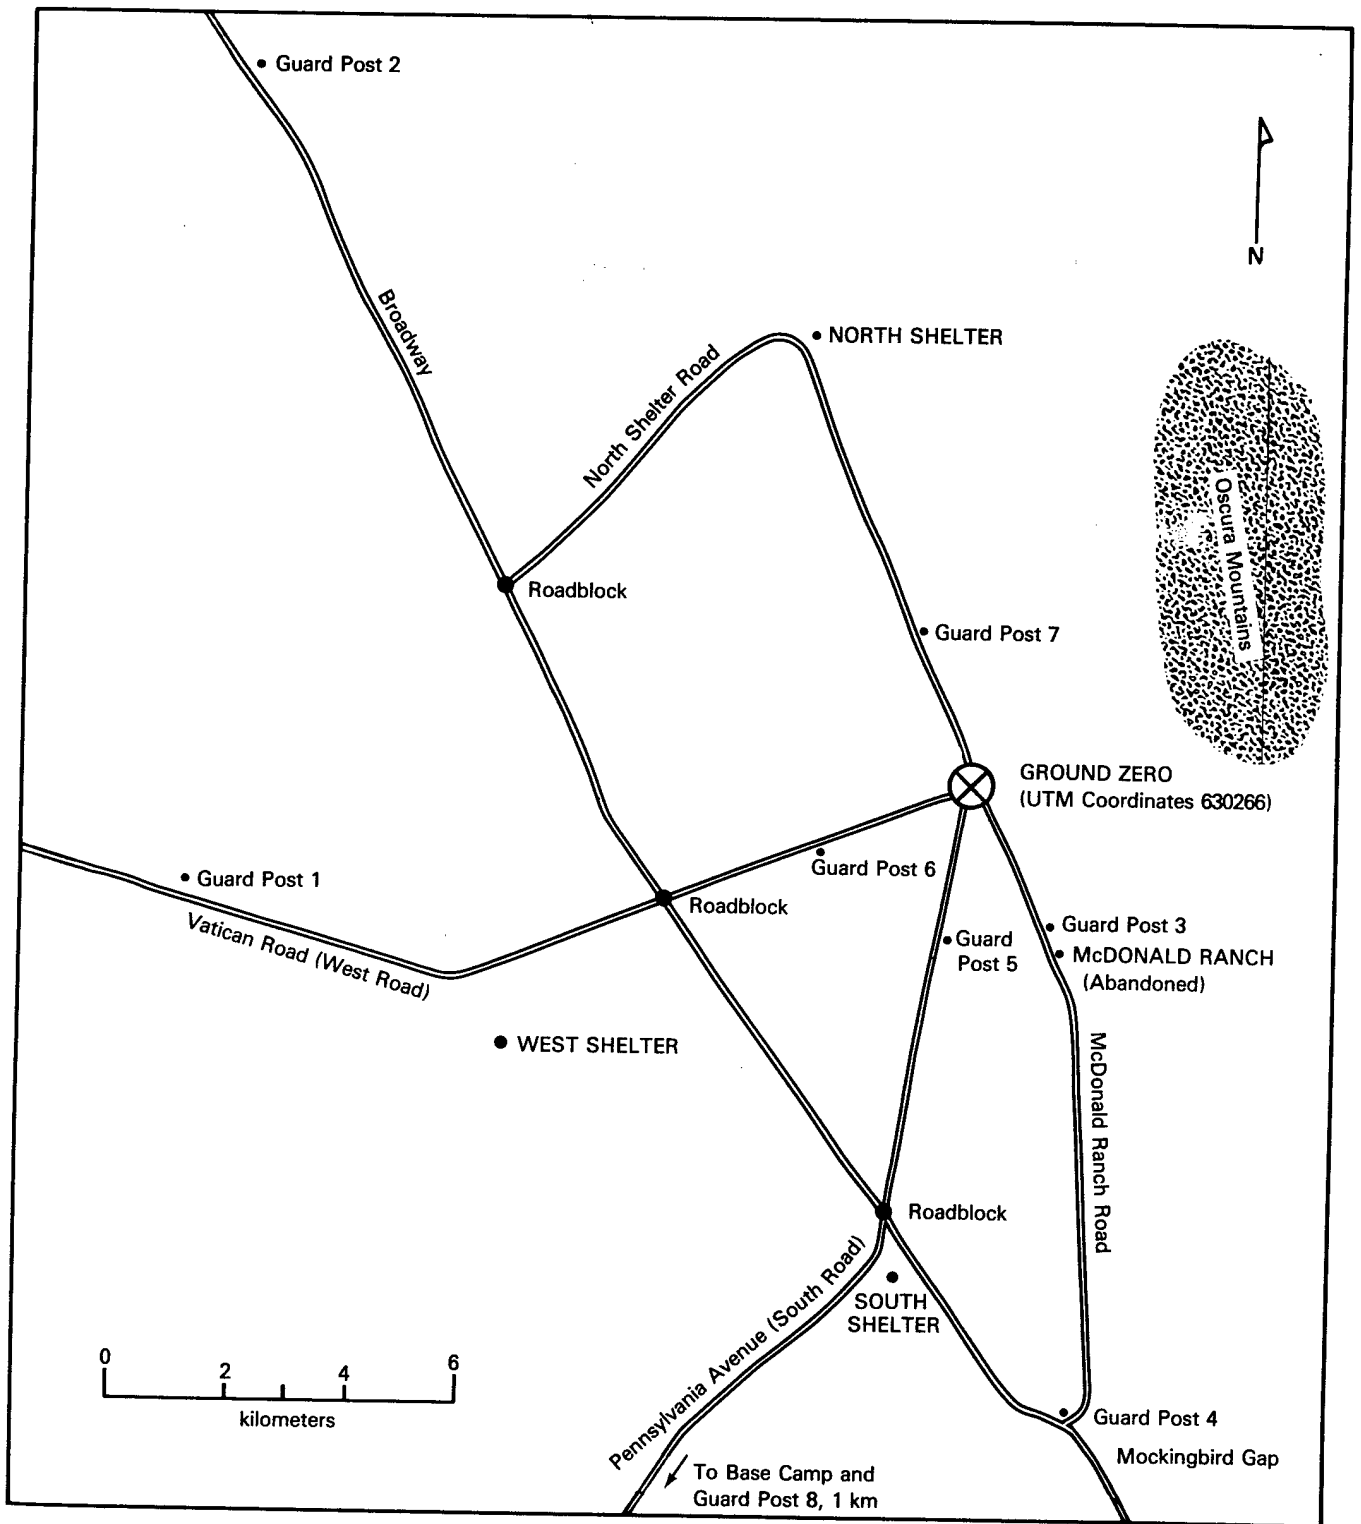 Guard Post 2
N
Broadway
NORTH SHELTER
North Shelter Road
Oscura Mountains
Roadblock
Guard Post 7
GROUND ZERO
(UTM Coordinates 630266)
Guard Post 6
Guard Post 1
Roadblock
Vatican Road (West Road)
Guard Post 3
Guard
Post 5
McDONALD RANCH
(Abandoned)
WEST SHELTER
McDonald Ranch Road
Roadblock
Pennsylvania Avenue (South Road)
SOUTH
SHELTER
0 2 4 6
kilometers
Guard Post 4
Mockingbird Gap
To Base Camp and
Guard Post 8, 1 km